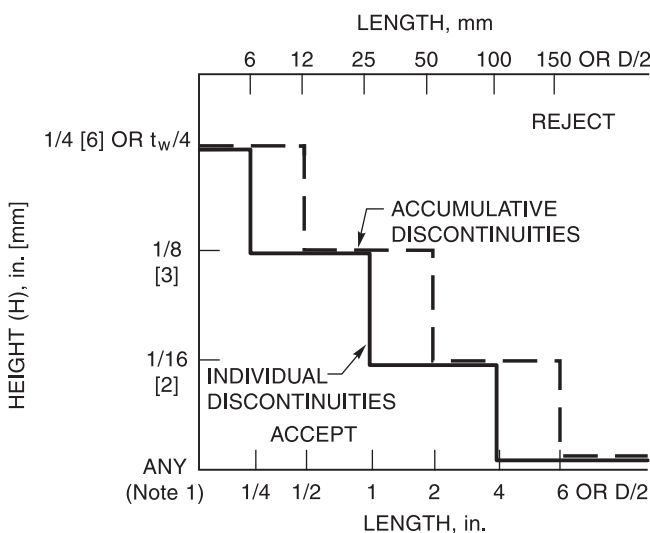 LENGTH, mm
6 12 25 50 100 150 OR D/2
REJECT
1/4 [6] OR tw/4
ACCUMULATIVE
DISCONTINUITIES
1/8
[3]
HEIGHT (H), in. [mm]
1/16
[2]
INDIVIDUAL
DISCONTINUITIES
ACCEPT
ANY
(Note 1)
1/4 1/2 1 2 4 6 OR D/2
LENGTH, in.